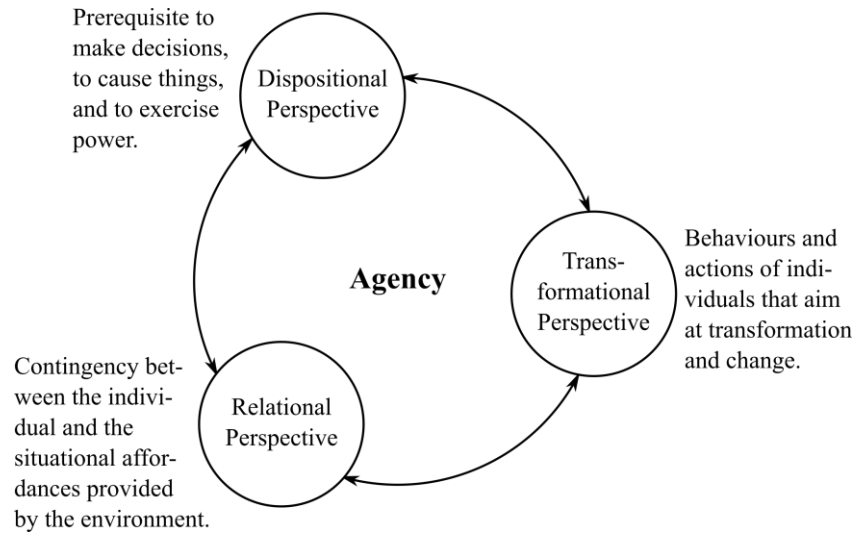 Prerequisite to
make decisions,
to cause things,
and to exercise
power.
Dispositional
Perspective
Agency
Trans-
formational
Perspective
Behaviours and
actions of indi-
viduals that aim
at transformation
and change.
Contingency bet-
ween the indivi-
dual and the
situational affor-
dances provided
by the environment.
Relational
Perspective